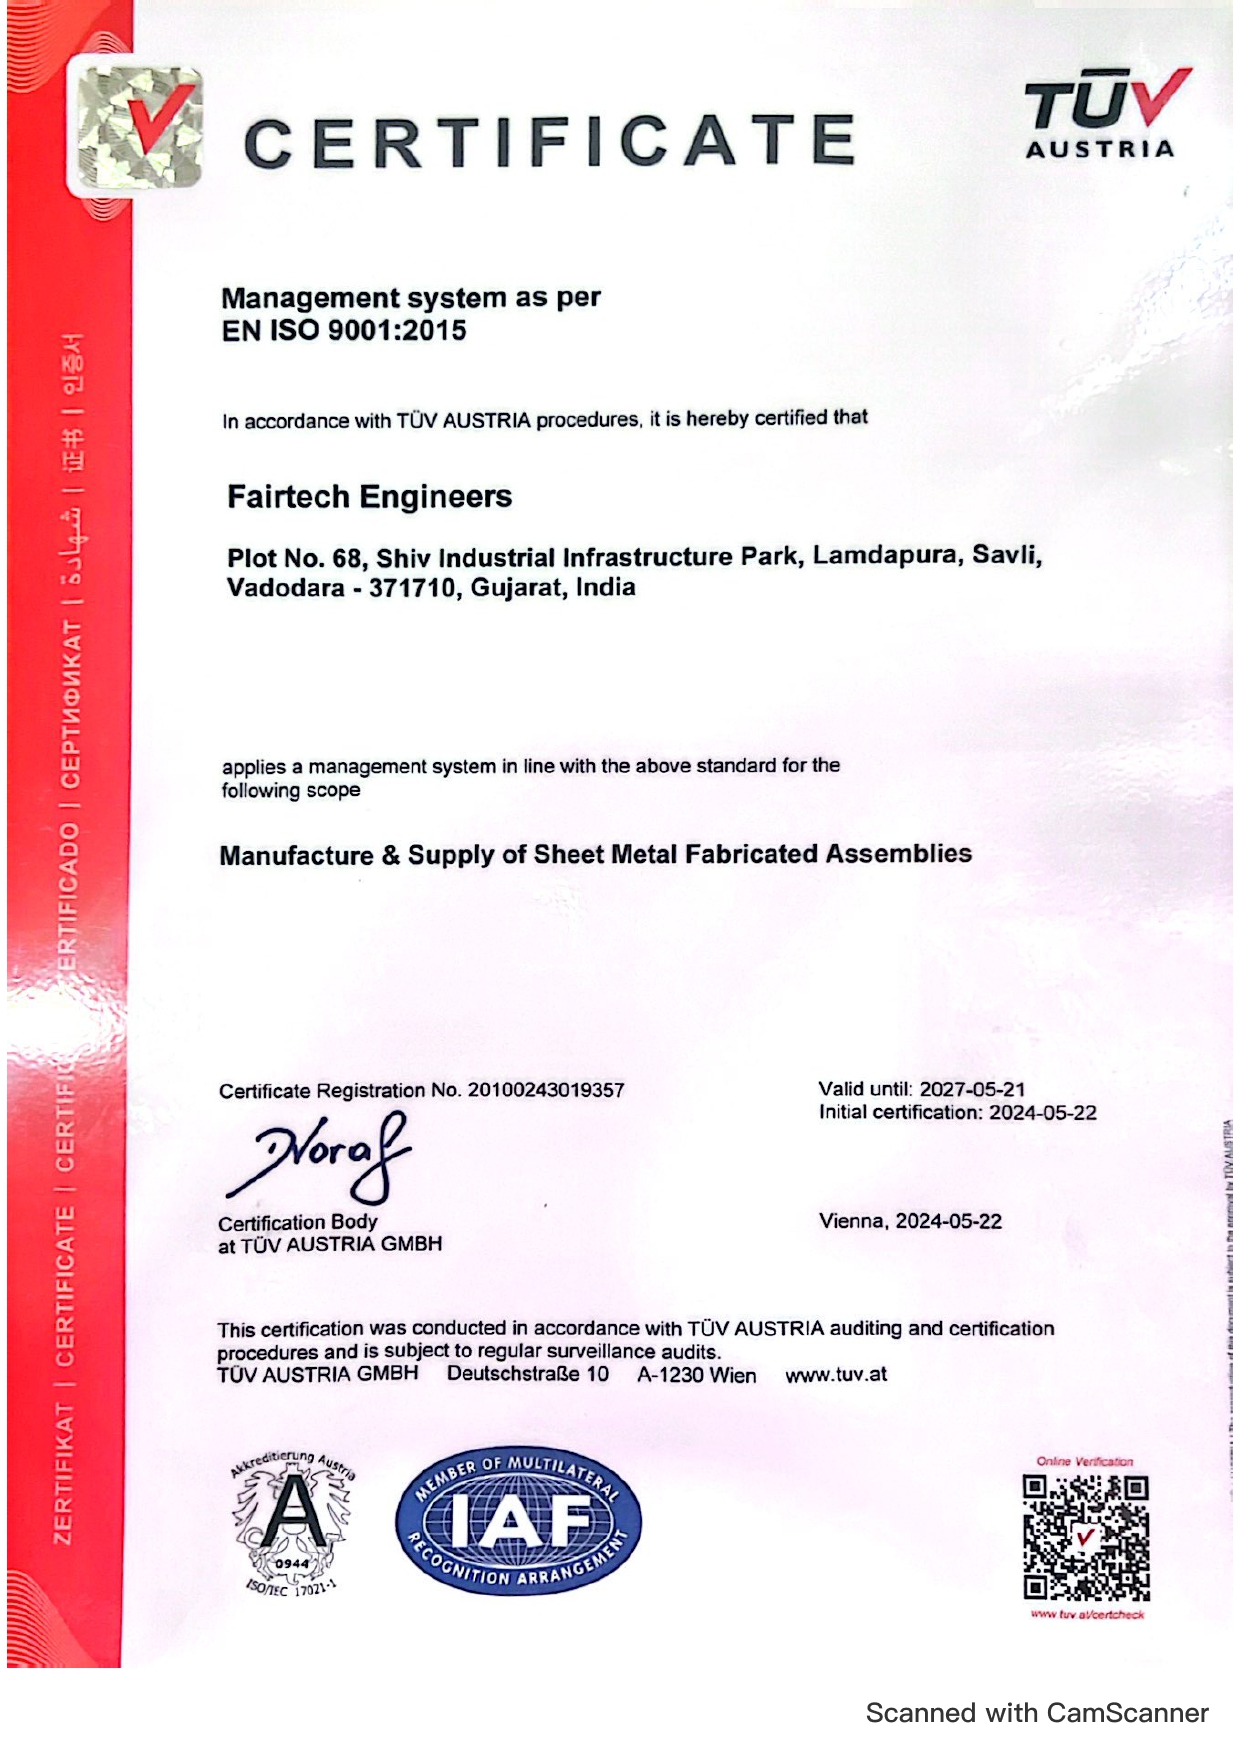 CERTIFICATE
TÜV
AUSTRIA
Management system as per
EN ISO 9001:2015
In accordance with TÜV AUSTRIA procedures, it is hereby certified that
Fairtech Engineers
Plot No. 68, Shiv Industrial Infrastructure Park, Lamdapura, Savli,
Vadodara - 371710, Gujarat, India
applies a management system in line with the above standard for the
following scope
Manufacture & Supply of Sheet Metal Fabricated Assemblies
Certificate Registration No. 20100243019357
Valid until: 2027-05-21
Initial certification: 2024-05-22
Certification Body
at TÜV AUSTRIA GMBH
Vienna, 2024-05-22
This certification was conducted in accordance with TÜV AUSTRIA auditing and certification
procedures and is subject to regular surveillance audits.
TÜV AUSTRIA GMBH Deutschstraße 10 A-1230 Wien www.tuv.at
Akkreditierung Austria
A
0944
ISO/IEC 17021-1
MEMBER OF MULTILATERAL
IAF
RECOGNITION ARRANGEMENT
Online Verification
www.tuv.at/certcheck
ZERTIFIKAT | CERTIFICATE | CERTIFIC ERTIFICADO | СЕРТИФИКАТ | شهادة | 证书 | 인증서
Scanned with CamScanner